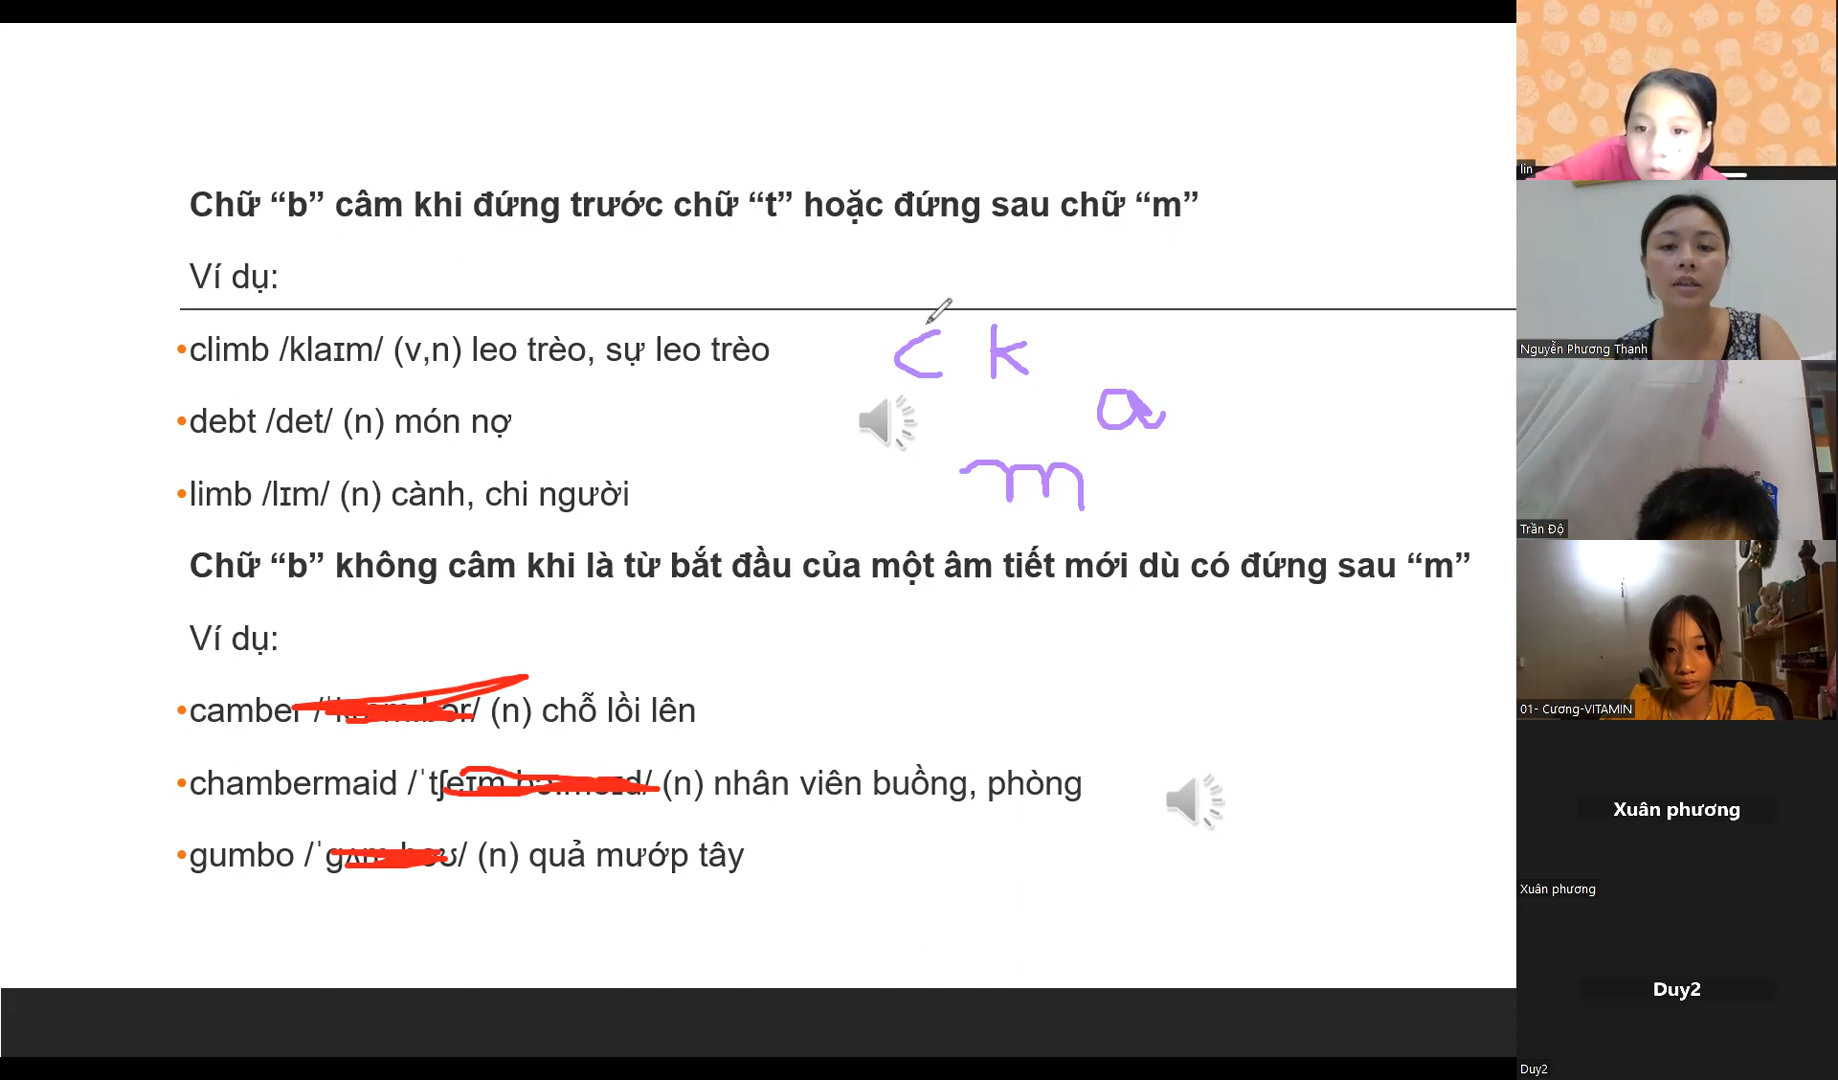 Chữ “b” câm khi đứng trước chữ “t” hoặc đứng sau chữ “m”
Ví dụ:
•climb /klaɪm/ (v,n) leo trèo, sự leo trèo
c k
•debt /det/ (n) món nợ
a
•limb /lɪm/ (n) cành, chi người
m
Chữ “b” không câm khi là từ bắt đầu của một âm tiết mới dù có đứng sau “m”
Ví dụ:
•camber (n) chỗ lồi lên
•chambermaid (n) nhân viên buồng, phòng
•gumbo (n) quả mướp tây
lin
Nguyễn Phương Thanh
Trần Độ
01- Cương-VITAMIN
Xuân phương
Xuân phương
Duy2
Duy2